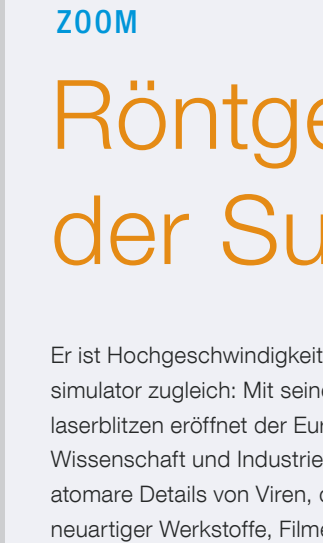 ZOOM
Röntge
der Su
Er ist Hochgeschwindigkeit
simulator zugleich: Mit sein
laserblitzen eröffnet der Eur
Wissenschaft und Industrie
atomare Details von Viren,
neuartiger Werkstoffe, Filme